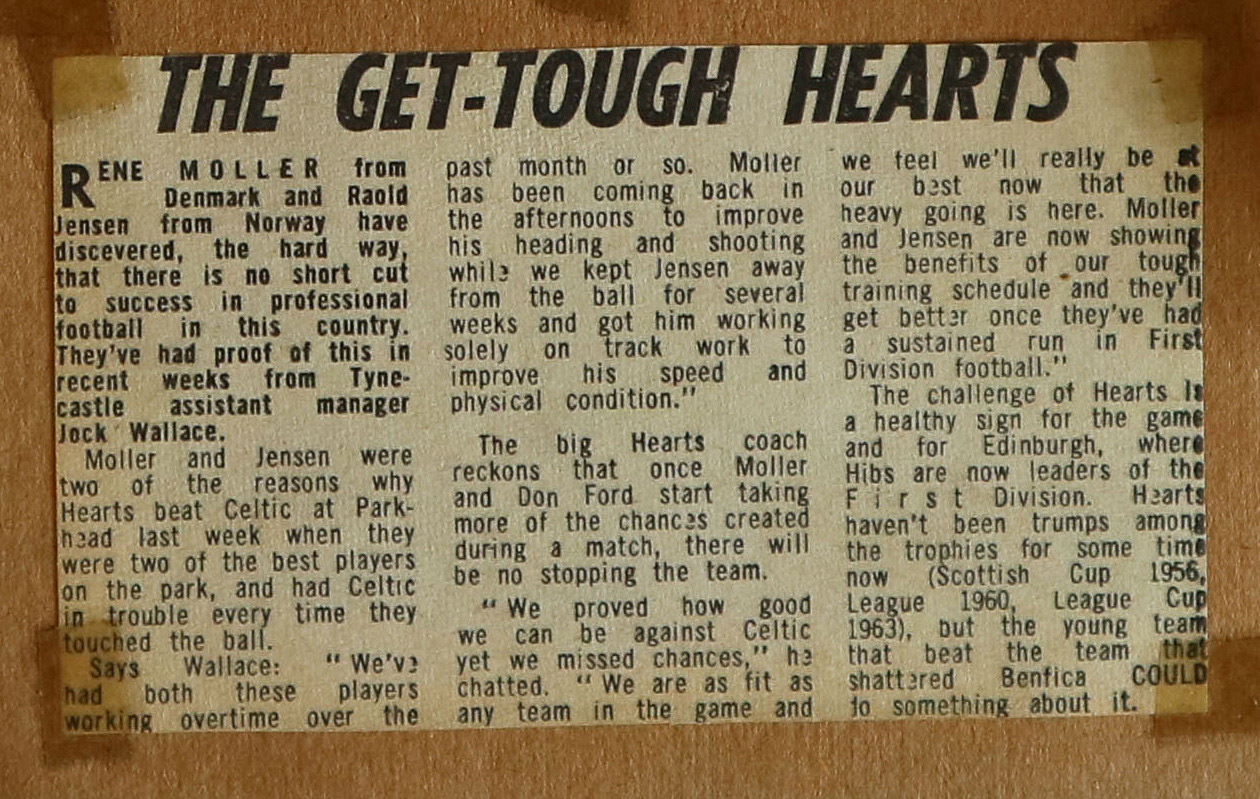 THE GET-TOUGH HEARTS
RENE MOLLER from
Denmark and Raold
Jensen from Norway have
discovered, the hard way,
that there is no short cut
to success in professional
football in this country.
They've had proof of this in
recent weeks from Tyne-
castle assistant manager
Jock Wallace.
Moller and Jensen were
two of the reasons why
Hearts beat Celtic at Park-
head last week when they
were two of the best players
on the park, and had Celtic
in trouble every time they
touched the ball.
Says Wallace: "We've
had both these players
working overtime over the
past month or so. Moller
has been coming back in
the afternoons to improve
his heading and shooting
while we kept Jensen away
from the ball for several
weeks and got him working
solely on track work to
improve his speed and
physical condition."
The big Hearts coach
reckons that once Moller
and Don Ford start taking
more of the chances created
during a match, there will
be no stopping the team.
"We proved how good
we can be against Celtic
yet we missed chances," he
chatted. "We are as fit as
any team in the game and
we feel we'll really be at
our best now that the
heavy going is here. Moller
and Jensen are now showing
the benefits of our tough
training schedule and they'll
get better once they've had
a sustained run in First
Division football."
The challenge of Hearts is
a healthy sign for the game
and for Edinburgh, where
Hibs are now leaders of the
First Division. Hearts
haven't been trumps among
the trophies for some time
now (Scottish Cup 1956,
League 1960, League Cup
1963), but the young team
that beat the team that
shattered Benfica COULD
do something about it.